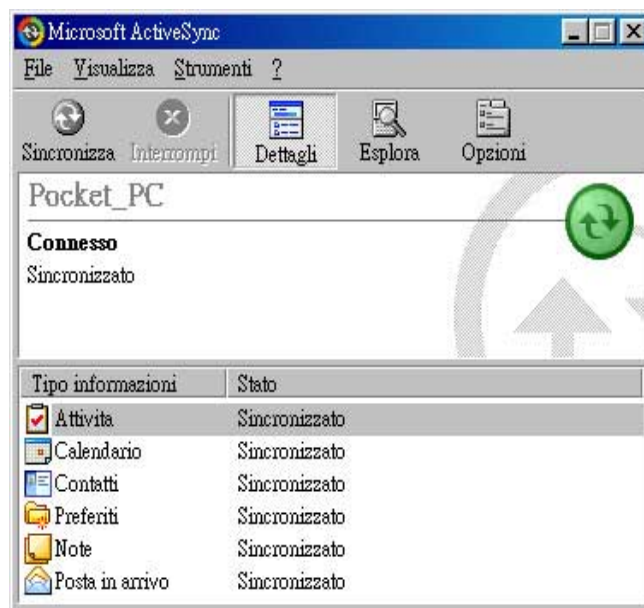 Microsoft ActiveSync
File Visualizza Strumenti ?
Sincronizza Interrompi Dettagli Esplora Opzioni
Pocket_PC
Connesso
Sincronizzato
Tipo informazioni Stato
Attivita Sincronizzato
Calendario Sincronizzato
Contatti Sincronizzato
Preferiti Sincronizzato
Note Sincronizzato
Posta in arrivo Sincronizzato